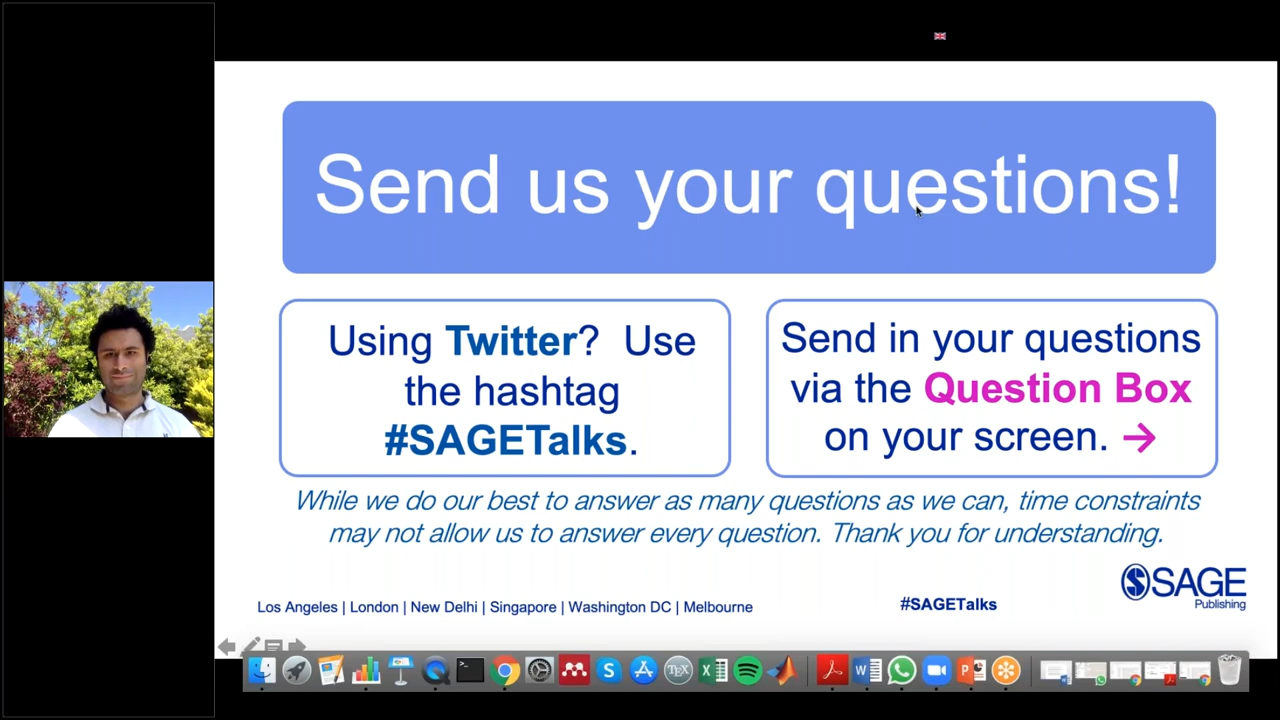 Send us your questions!
Using Twitter?  Use
the hashtag
#SAGETalks.
Send in your questions
via the Question Box
on your screen. →
While we do our best to answer as many questions as we can, time constraints
may not allow us to answer every question. Thank you for understanding.
SAGE
Publishing
Los Angeles | London | New Delhi | Singapore | Washington DC | Melbourne
#SAGETalks
TEX